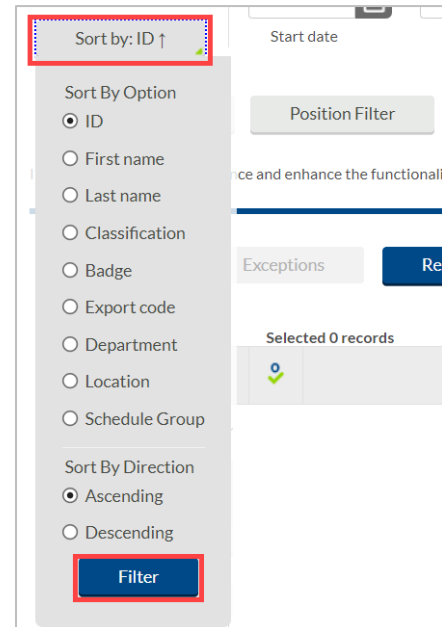 Sort by: ID ↑
Start date
Sort By Option
ID
Position Filter
First name
ce and enhance the functionali
Last name
Classification
Badge
Exceptions
Re
Export code
Department
Selected 0 records
Location
0
Schedule Group
Sort By Direction
Ascending
Descending
Filter